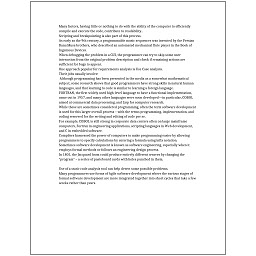 Many factors, having little or nothing to do with the ability of the computer to efficiently
compile and execute the code, contribute to readability.
Scripting and breakpointing is also part of this process.
As early as the 9th century, a programmable music sequencer was invented by the Persian
Banu Musa brothers, who described an automated mechanical flute player in the Book of
Ingenious Devices.
When debugging the problem in a GUI, the programmer can try to skip some user
interaction from the original problem description and check if remaining actions are
sufficient for bugs to appear.
One approach popular for requirements analysis is Use Case analysis.
Their jobs usually involve:
Although programming has been presented in the media as a somewhat mathematical
subject, some research shows that good programmers have strong skills in natural human
languages, and that learning to code is similar to learning a foreign language.
FORTRAN, the first widely used high-level language to have a functional implementation,
came out in 1957, and many other languages were soon developed—in particular, COBOL
aimed at commercial data processing, and Lisp for computer research.
These are sometimes considered programming, often the term software development
is used for this larger overall process – with the terms programming, implementation, and
coding reserved for the writing and editing of code per se.
For example, COBOL is still strong in corporate data centers often on large mainframe
computers, Fortran in engineering applications, scripting languages in Web development,
and C in embedded software.
Compilers harnessed the power of computers to make programming easier by allowing
programmers to specify calculations by entering a formula using infix notation.
Sometimes software development is known as software engineering, especially when it
employs formal methods or follows an engineering design process.
In 1801, the Jacquard loom could produce entirely different weaves by changing the
"program" – a series of pasteboard cards with holes punched in them.

Use of a static code analysis tool can help detect some possible problems.
Many programmers use forms of Agile software development where the various stages of
formal software development are more integrated together into short cycles that take a few
weeks rather than years.